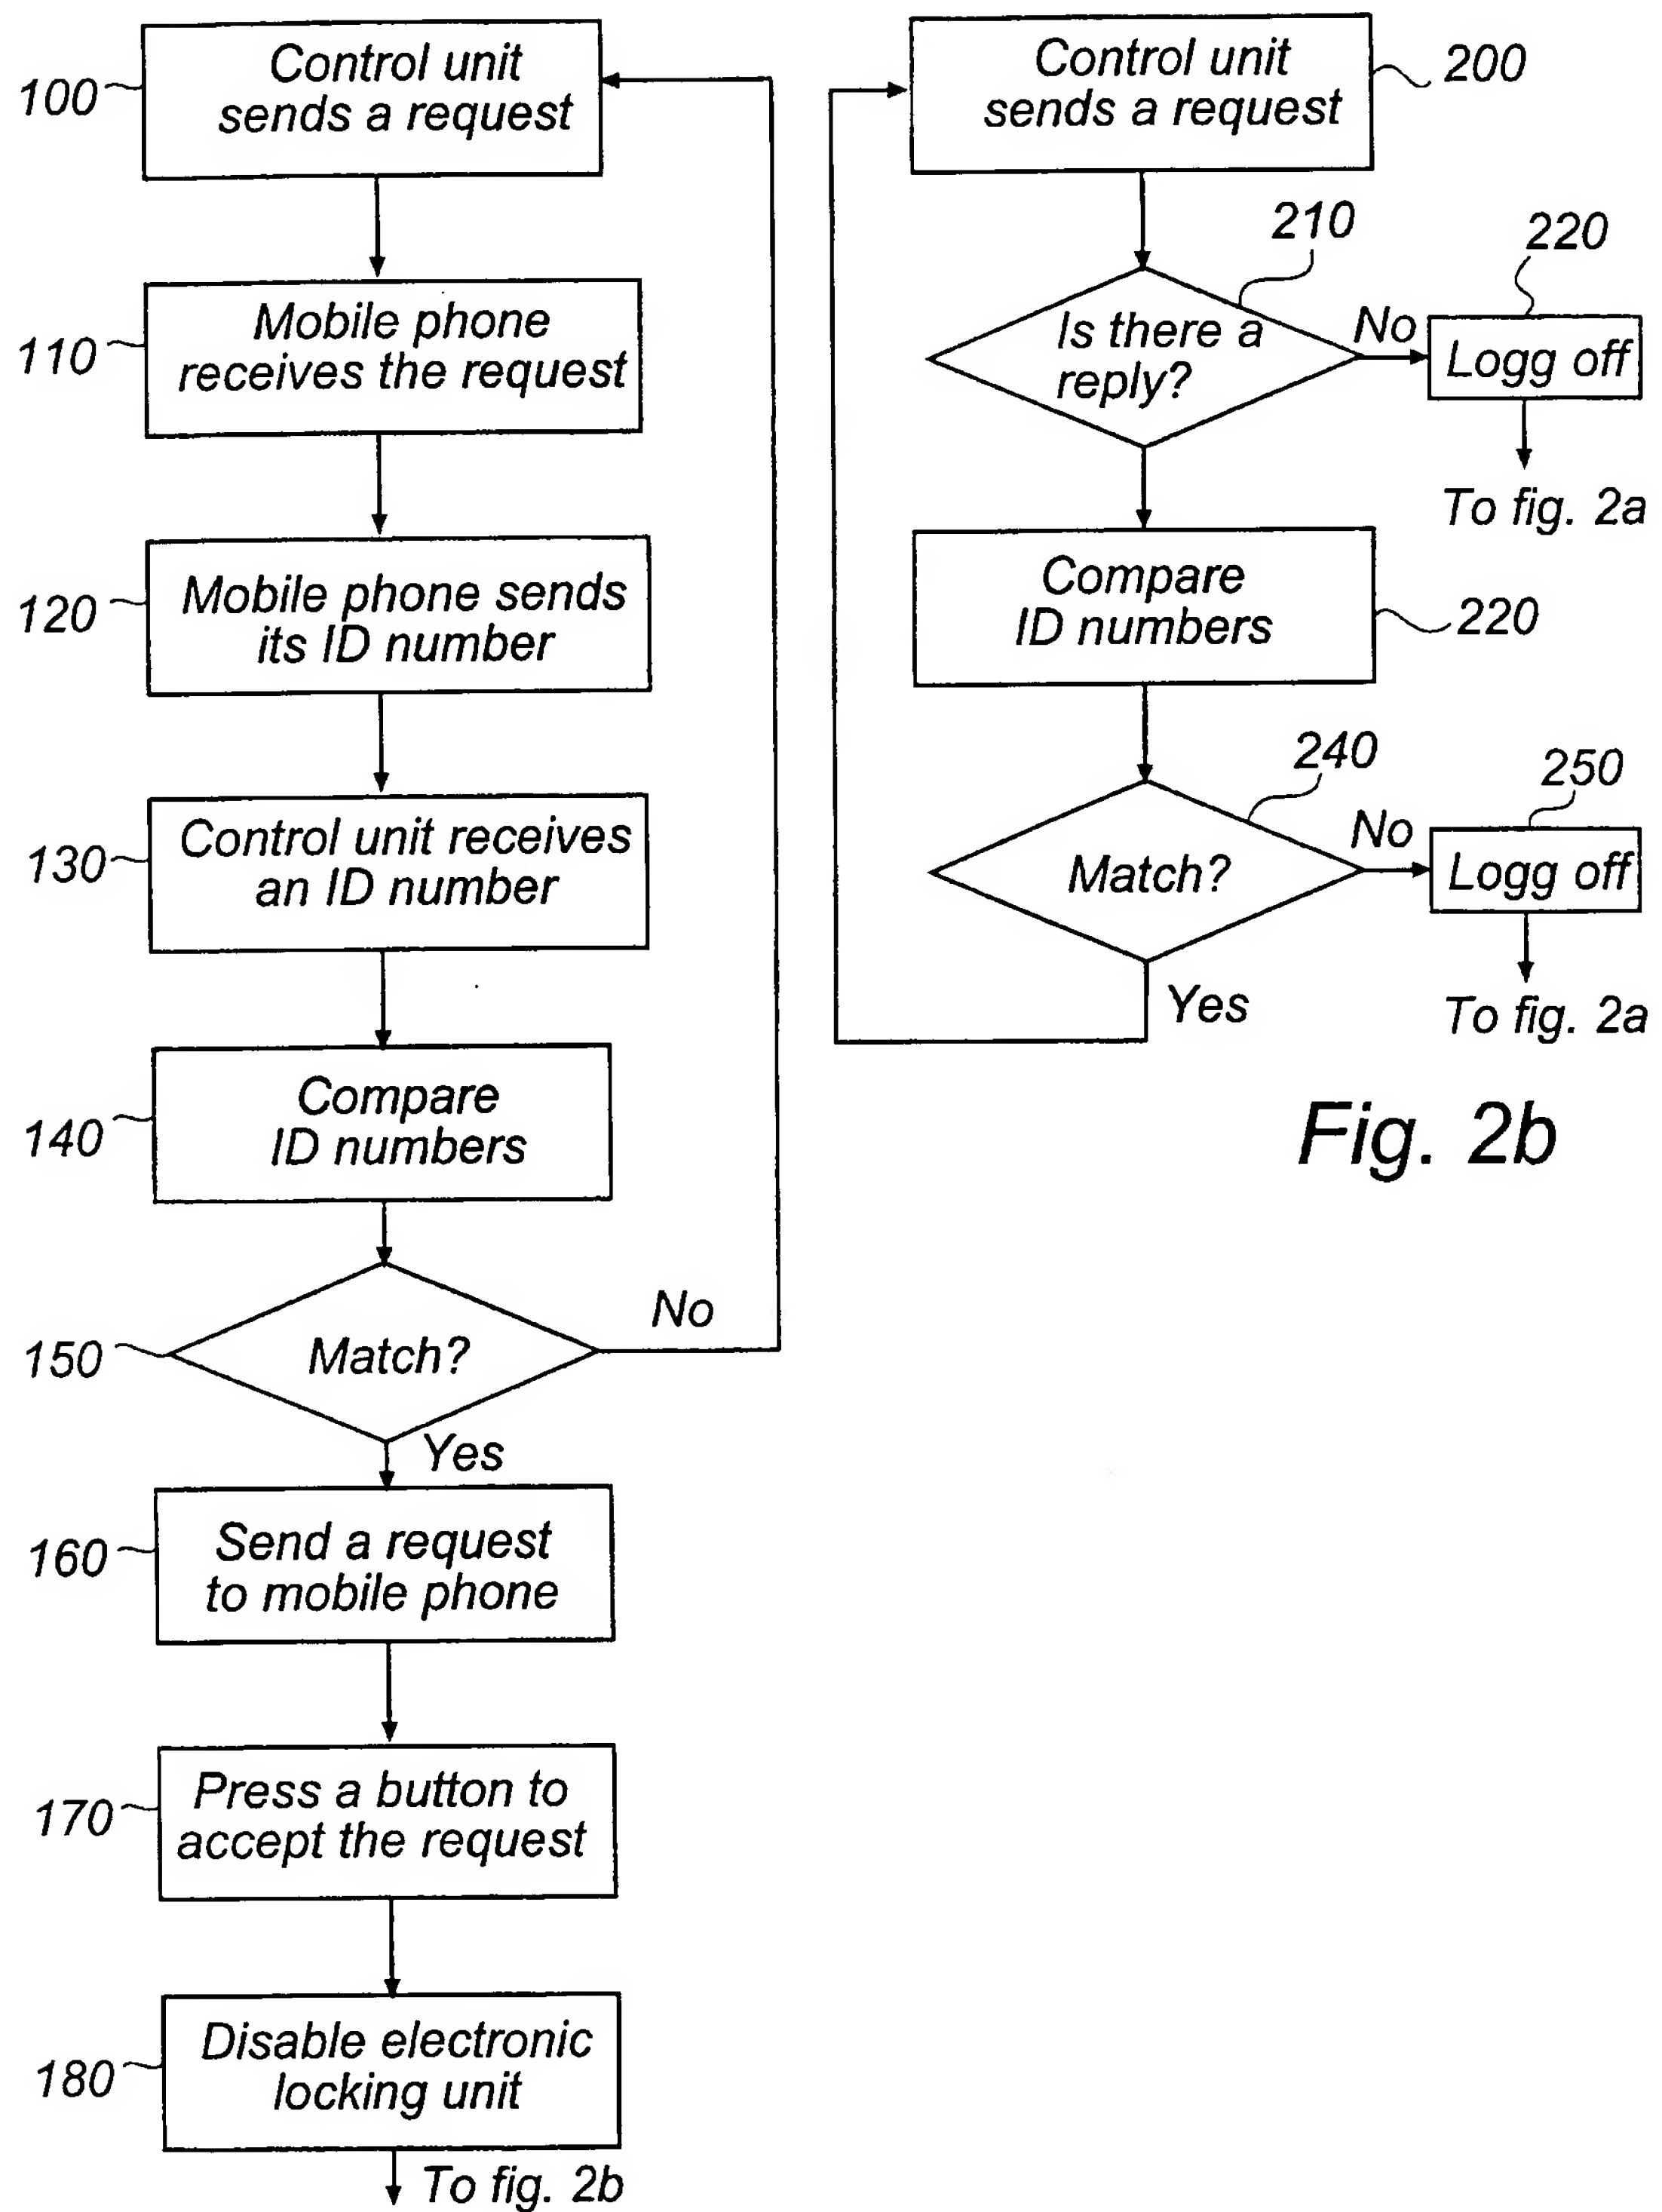 100
Control unit
sends a request
110
Mobile phone
receives the request
120
Mobile phone sends
its ID number
130
Control unit receives
an ID number
140
Compare
ID numbers
150
Match?
No
Yes
160
Send a request
to mobile phone
170
Press a button to
accept the request
180
Disable electronic
locking unit
To fig. 2b
Control unit
sends a request
200
210
Is there a
reply?
No
220
Logg off
To fig. 2a
Compare
ID numbers
220
240
Match?
No
250
Logg off
To fig. 2a
Yes
Fig. 2b